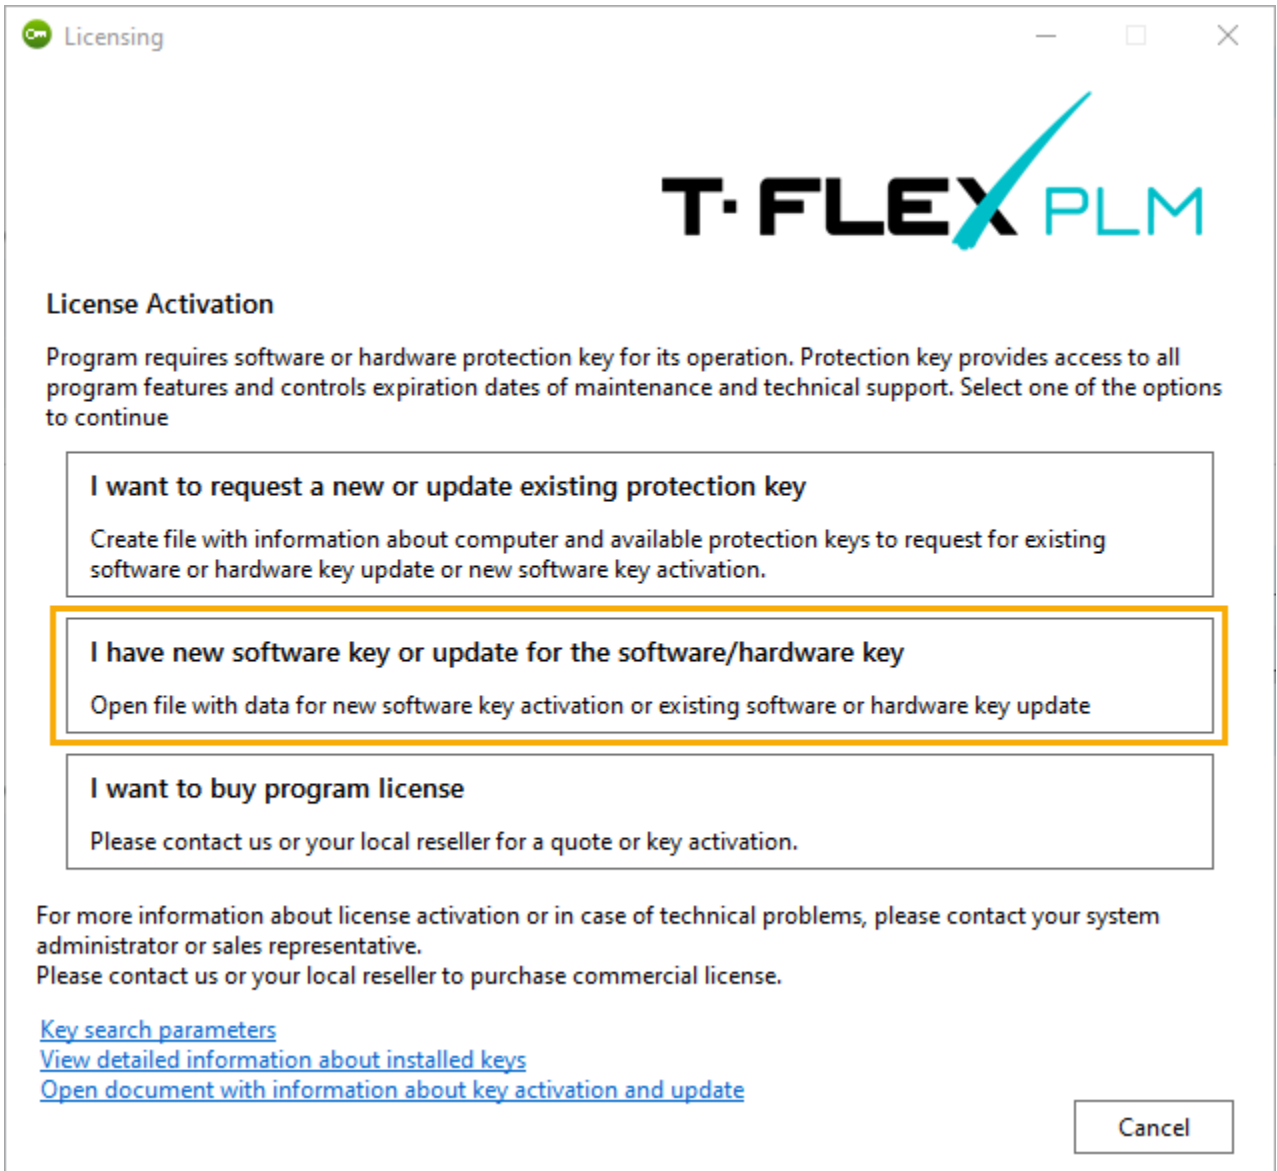 Licensing
T-FLEX PLM
License Activation
Program requires software or hardware protection key for its operation. Protection key provides access to all
program features and controls expiration dates of maintenance and technical support. Select one of the options
to continue
I want to request a new or update existing protection key
Create file with information about computer and available protection keys to request for existing
software or hardware key update or new software key activation.
I have new software key or update for the software/hardware key
Open file with data for new software key activation or existing software or hardware key update
I want to buy program license
Please contact us or your local reseller for a quote or key activation.
For more information about license activation or in case of technical problems, please contact your system
administrator or sales representative.
Please contact us or your local reseller to purchase commercial license.
Key search parameters
View detailed information about installed keys
Open document with information about key activation and update
Cancel